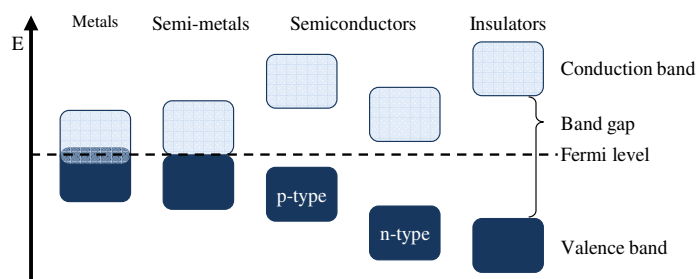 Metals Semi-metals Semiconductors Insulators
E
Conduction band
Band gap
Fermi level
p-type
n-type
Valence band